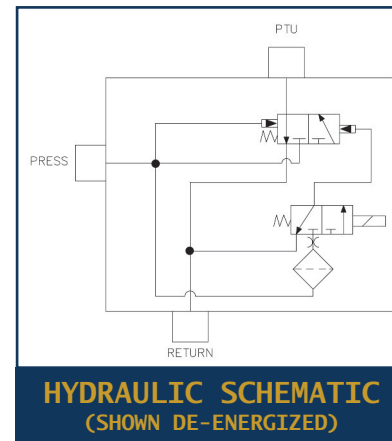 PTU
PRESS
RETURN
HYDRAULIC SCHEMATIC
(SHOWN DE-ENERGIZED)